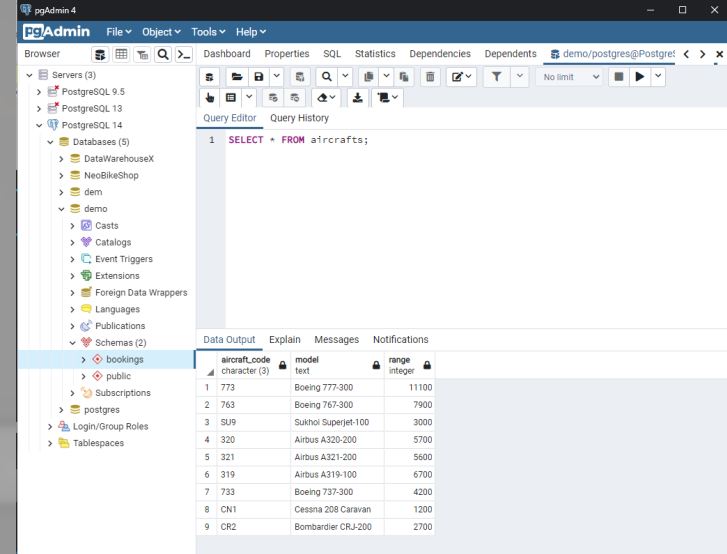 pgAdmin 4
pgAdmin File Object Tools Help
Browser
Dashboard Properties SQL Statistics Dependencies Dependents demo/postgres@PostgreS
Servers (3)
PostgreSQL 9.5
PostgreSQL 13
PostgreSQL 14
Databases (5)
DataWarehouseX
NeoBikeShop
dem
demo
Casts
Catalogs
Event Triggers
Extensions
Foreign Data Wrappers
Languages
Publications
Schemas (2)
bookings
public
Subscriptions
postgres
Login/Group Roles
Tablespaces
No limit
Query Editor Query History
1 SELECT * FROM aircrafts;
Data Output Explain Messages Notifications
aircraft_code model range
character (3) text integer
1 773 Boeing 777-300 11100
2 763 Boeing 767-300 7900
3 SU9 Sukhoi Superjet-100 3000
4 320 Airbus A320-200 5700
5 321 Airbus A321-200 5600
6 319 Airbus A319-100 6700
7 733 Boeing 737-300 4200
8 CN1 Cessna 208 Caravan 1200
9 CR2 Bombardier CRJ-200 2700